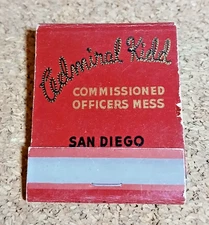 Admiral Kidd
COMMISSIONED
OFFICERS MESS
SAN DIEGO